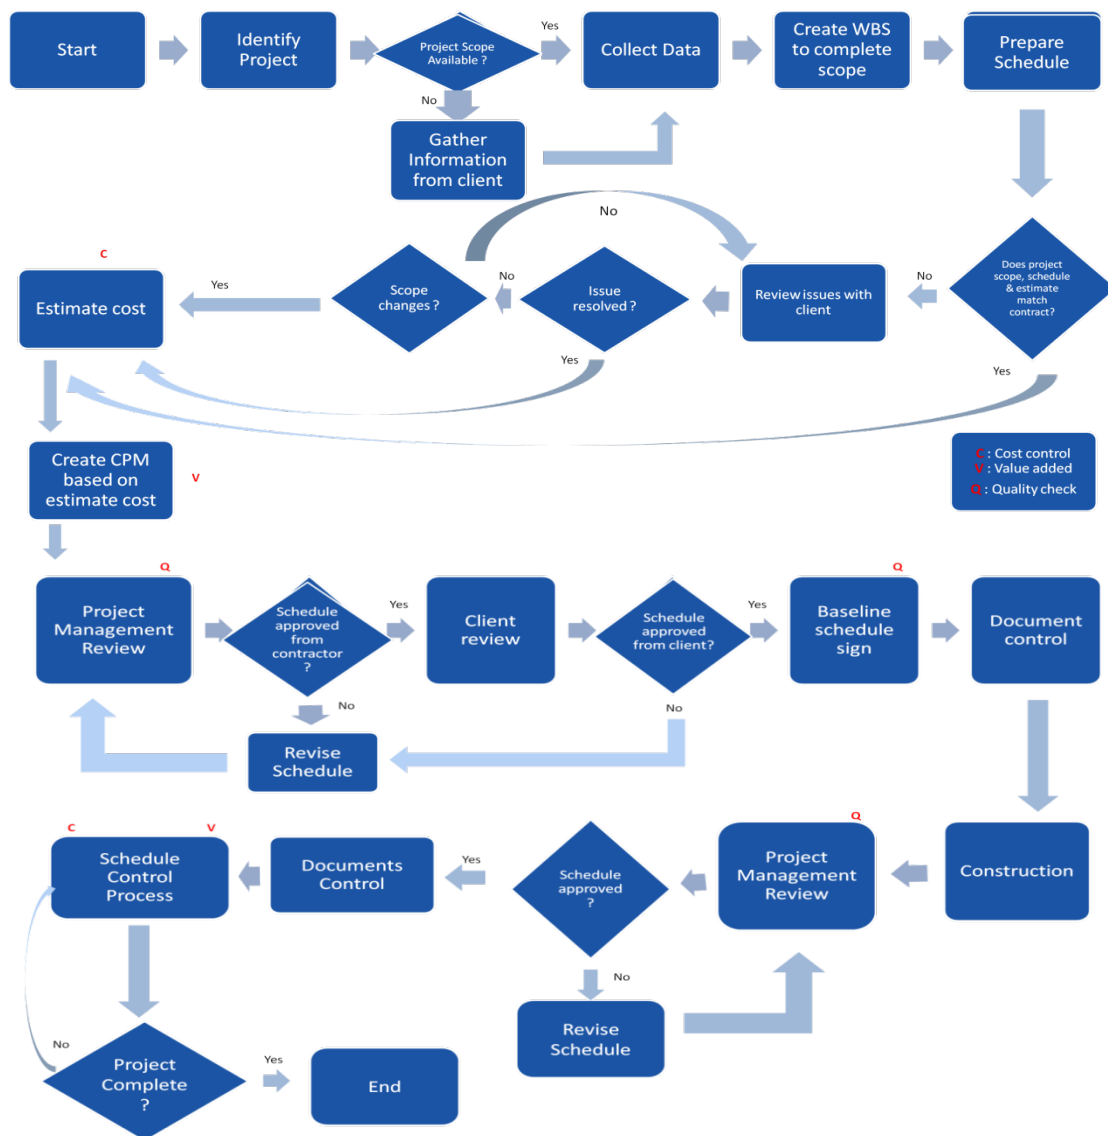 Start
Identify
Project
Project Scope
Available ?
Yes
No
Collect Data
Create WBS
to complete
scope
Prepare
Schedule
Gather
Information
from client
No
C
Estimate cost
Yes
Scope
changes ?
No
Issue
resolved ?
Review issues with
client
No
Does project
scope, schedule
& estimate
match
contract?
Yes
Yes
Create CPM
based on
estimate cost
V
C : Cost control
V : Value added
Q : Quality check
Q
Project
Management
Review
Schedule
approved
from
contractor
?
Yes
No
Client
review
Schedule
approved
from client?
Yes
No
Q
Baseline
schedule
sign
Document
control
Revise
Schedule
C
V
Schedule
Control
Process
Documents
Control
Yes
Schedule
approved
?
No
Q
Project
Management
Review
Construction
Revise
Schedule
No
Project
Complete
?
Yes
End